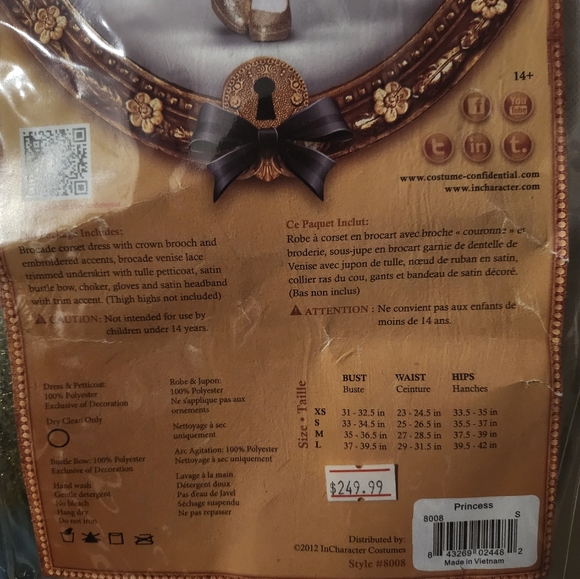 14+
f
You
Tube
t in t.
www.costume-confidential.com
www.incharacter.com
Package Includes:
Brocade corset dress with crown brooch and
embroidered accents, brocade venise lace
trimmed underskirt with tulle petticoat, satin
bustle bow, choker, gloves and satin headband
with trim accent. (Thigh highs not included)
CAUTION: Not intended for use by
children under 14 years.
Ce Paquet Inclut:
Robe à corset en brocart avec broche « couronne » et
broderie, sous-jupe en brocart garnie de dentelle de
Venise avec jupon de tulle, nœud de ruban en satin,
collier ras du cou, gants et bandeau de satin décoré.
(Bas non inclus)
ATTENTION : Ne convient pas aux enfants de
moins de 14 ans.
Dress & Petticoat:
100% Polyester
Exclusive of Decoration
Dry Clean Only
Bustle Bow: 100% Polyester
Exclusive of Decoration
Hand wash
Gentle detergent
no bleach
Hang dry
Do not iron
Robe & Jupon:
100% Polyester
Ne s'applique pas aux
ornements
Nettoyage à sec
uniquement
Arc Agitation: 100% Polyester
Nettoyage à sec uniquement
Lavage à la main
Détergent doux
Pas d'eau de Javel
Séchage suspendu
Ne pas repasser
Size • Taille
BUST WAIST HIPS
Buste Ceinture Hanches
XS 31 - 32.5 in 23 - 24.5 in 33.5 - 35 in
S 33 - 34.5 in 25 - 26.5 in 35.5 - 37 in
M 35 - 36.5 in 27 - 28.5 in 37.5 - 39 in
L 37 - 39.5 in 29 - 31.5 in 39.5 - 42 in
$249.99
Princess
8008 S
8 43269 02448 2
Made in Vietnam
Distributed by:
©2012 InCharacter Costumes
Style #8008